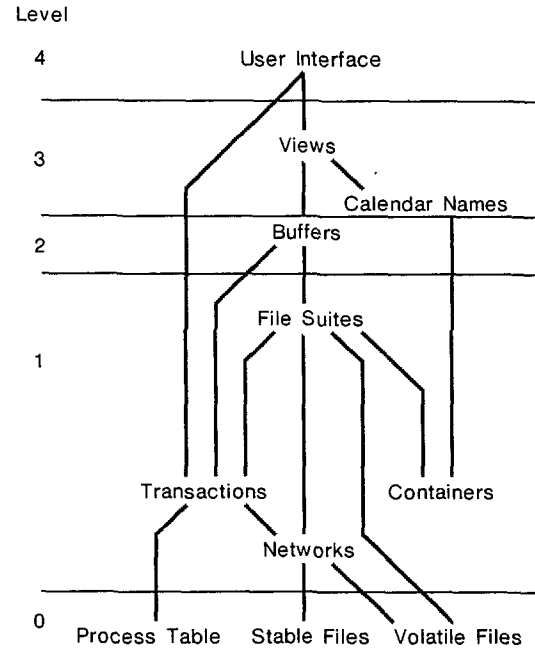 Level
4
User Interface
3
Views
Calendar Names
2
Buffers
File Suites
1
Transactions
Containers
Networks
0
Process Table
Stable Files
Volatile Files